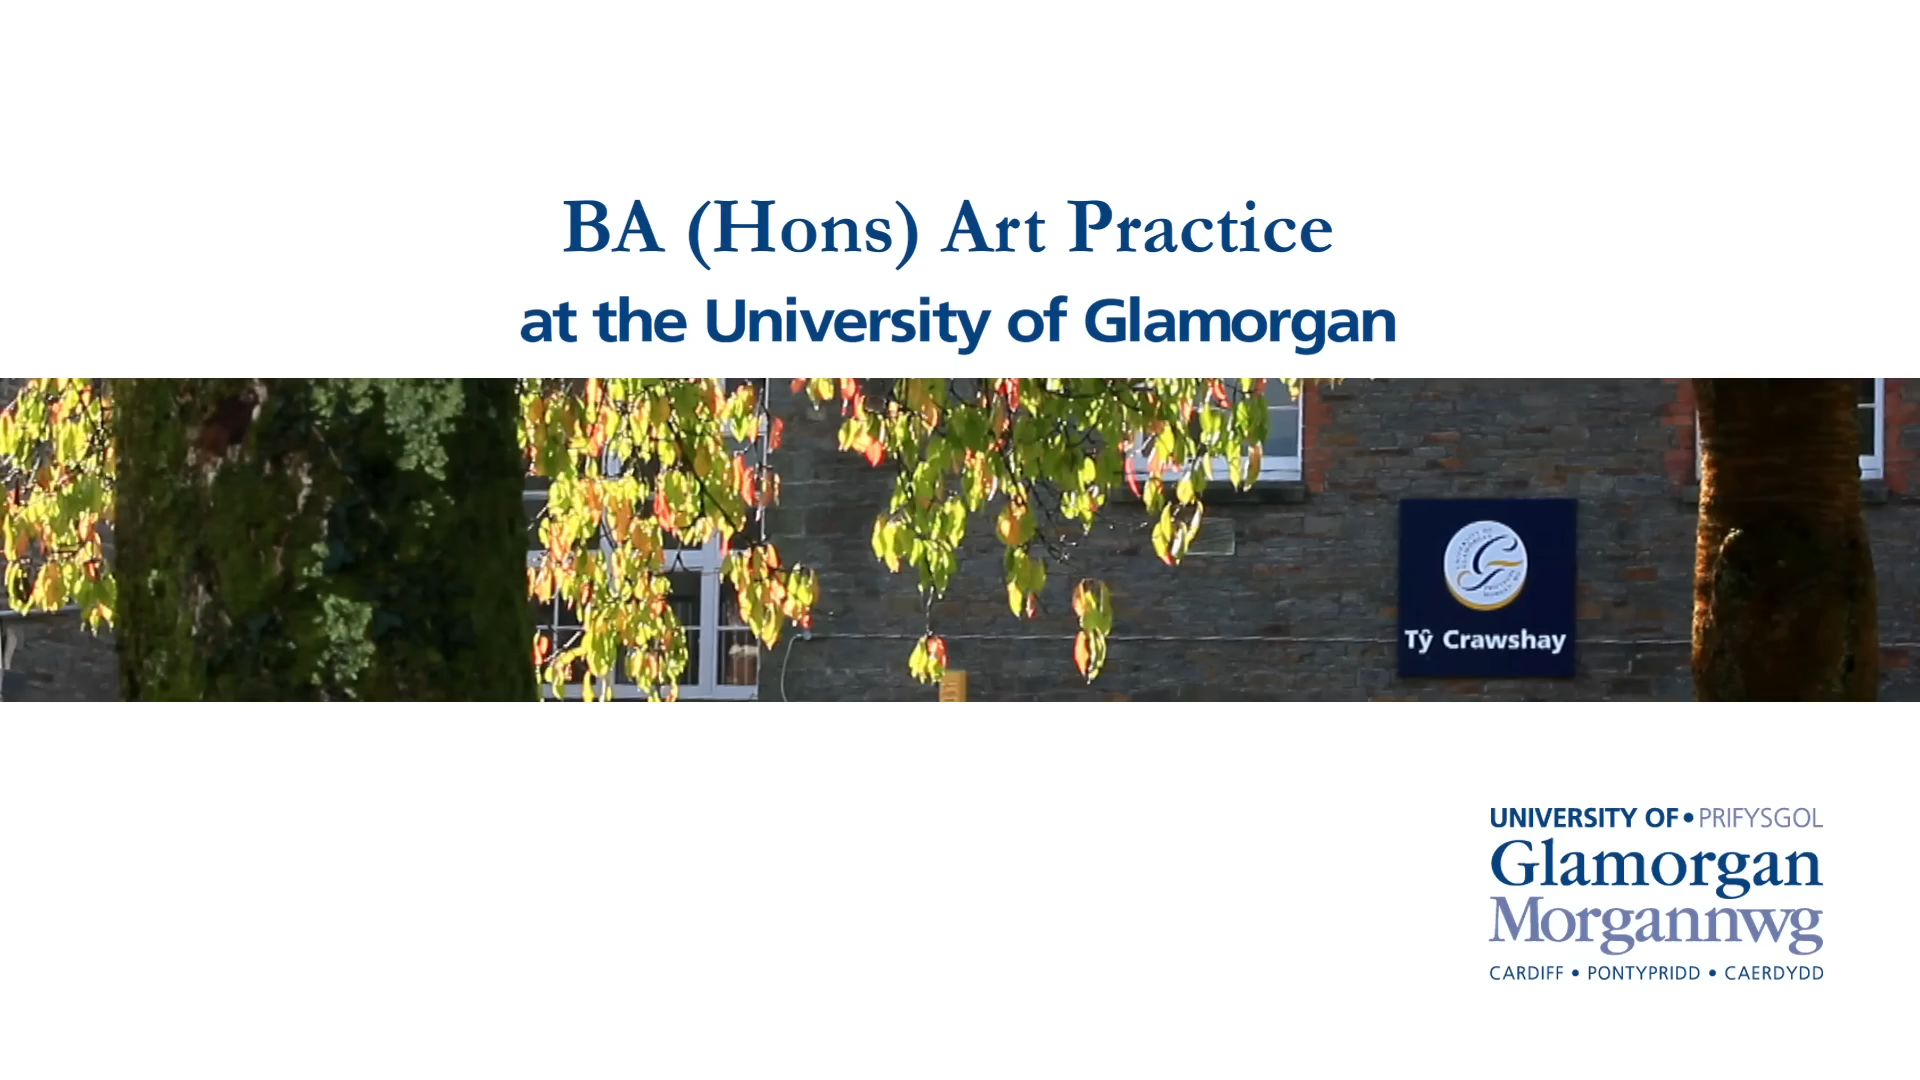 BA (Hons) Art Practice
at the University of Glamorgan
Tŷ Crawshay
UNIVERSITY OF • PRIFYSGOL
Glamorgan
Morgannwg
CARDIFF • PONTYPRIDD • CAERDYDD